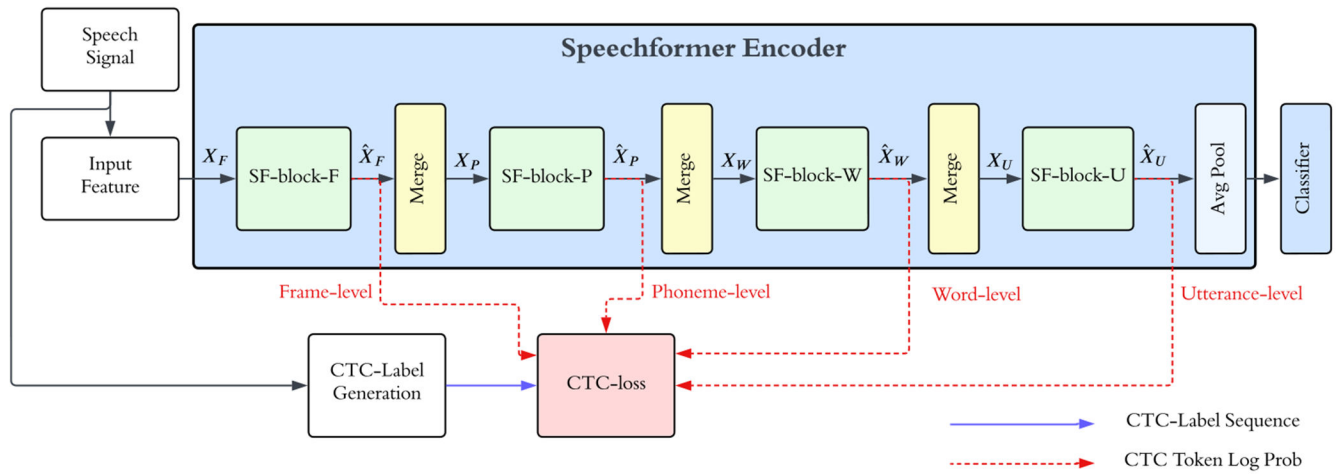 Speech
Signal
Speechformer Encoder
Input
Feature
X_F
SF-block-F
X̂_F
Merge
X_P
SF-block-P
X̂_P
Merge
X_W
SF-block-W
X̂_W
Merge
X_U
SF-block-U
X̂_U
Avg Pool
Classifier
Frame-level
Phoneme-level
Word-level
Utterance-level
CTC-Label
Generation
CTC-loss
CTC-Label Sequence
CTC Token Log Prob